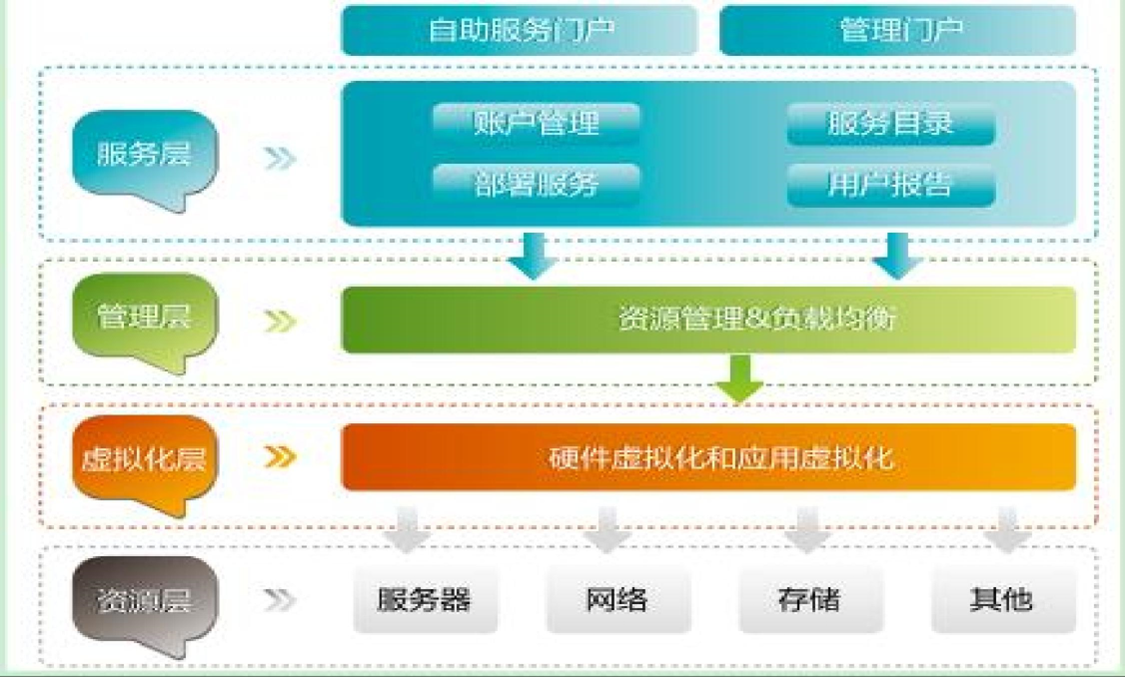 自助服务门户
管理门户
服务层
账户管理
服务目录
部署服务
用户报告
管理层
资源管理&负载均衡
虚拟化层
硬件虚拟化和应用虚拟化
资源层
服务器
网络
存储
其他